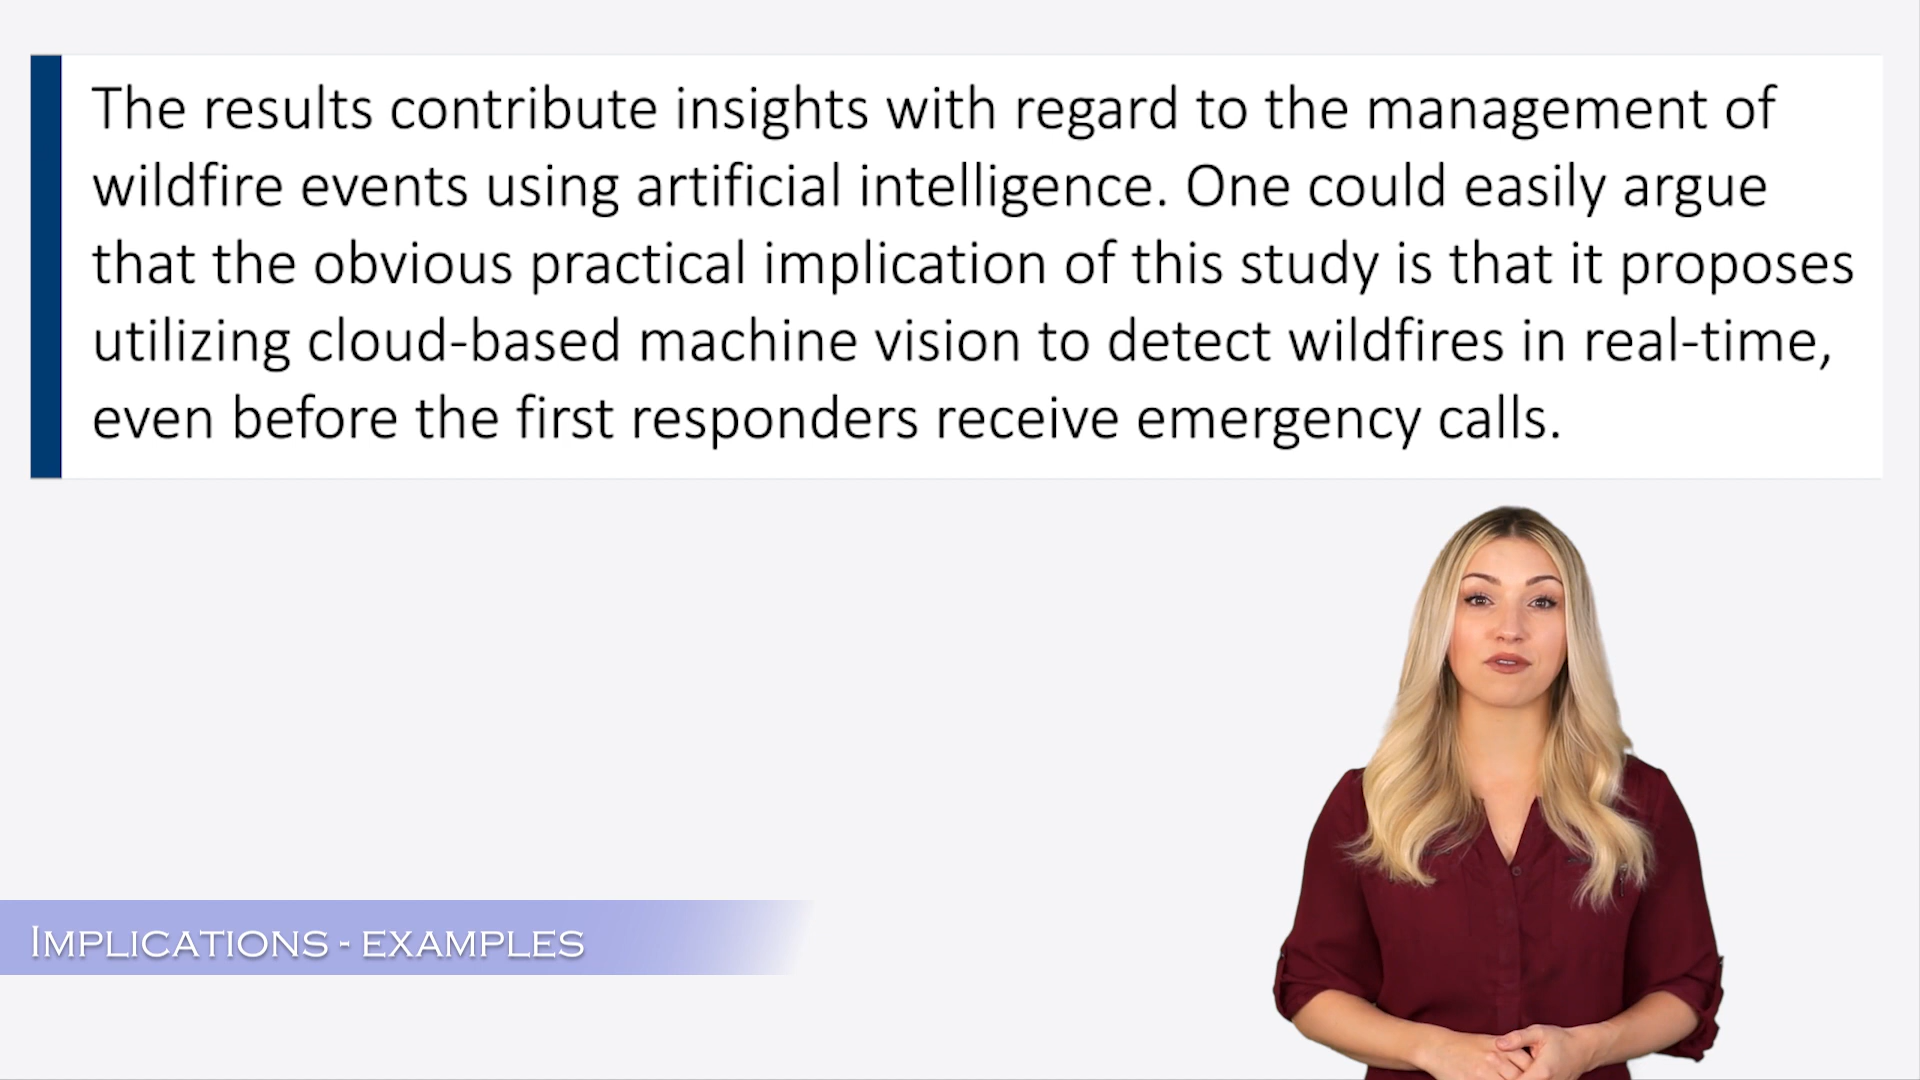 The results contribute insights with regard to the management of
wildfire events using artificial intelligence. One could easily argue
that the obvious practical implication of this study is that it proposes
utilizing cloud-based machine vision to detect wildfires in real-time,
even before the first responders receive emergency calls.
Implications - examples